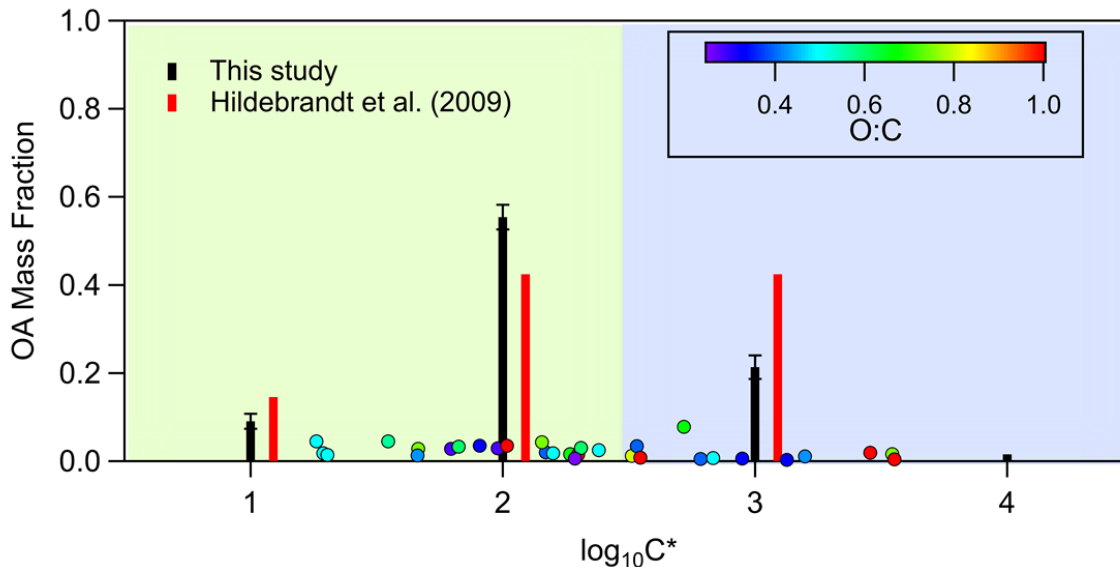 1.0
0.8
0.6
0.4
0.2
0.0
OA Mass Fraction
This study
Hildebrandt et al. (2009)
0.4 0.6 0.8 1.0
O:C
1 2 3 4
log₁₀C*